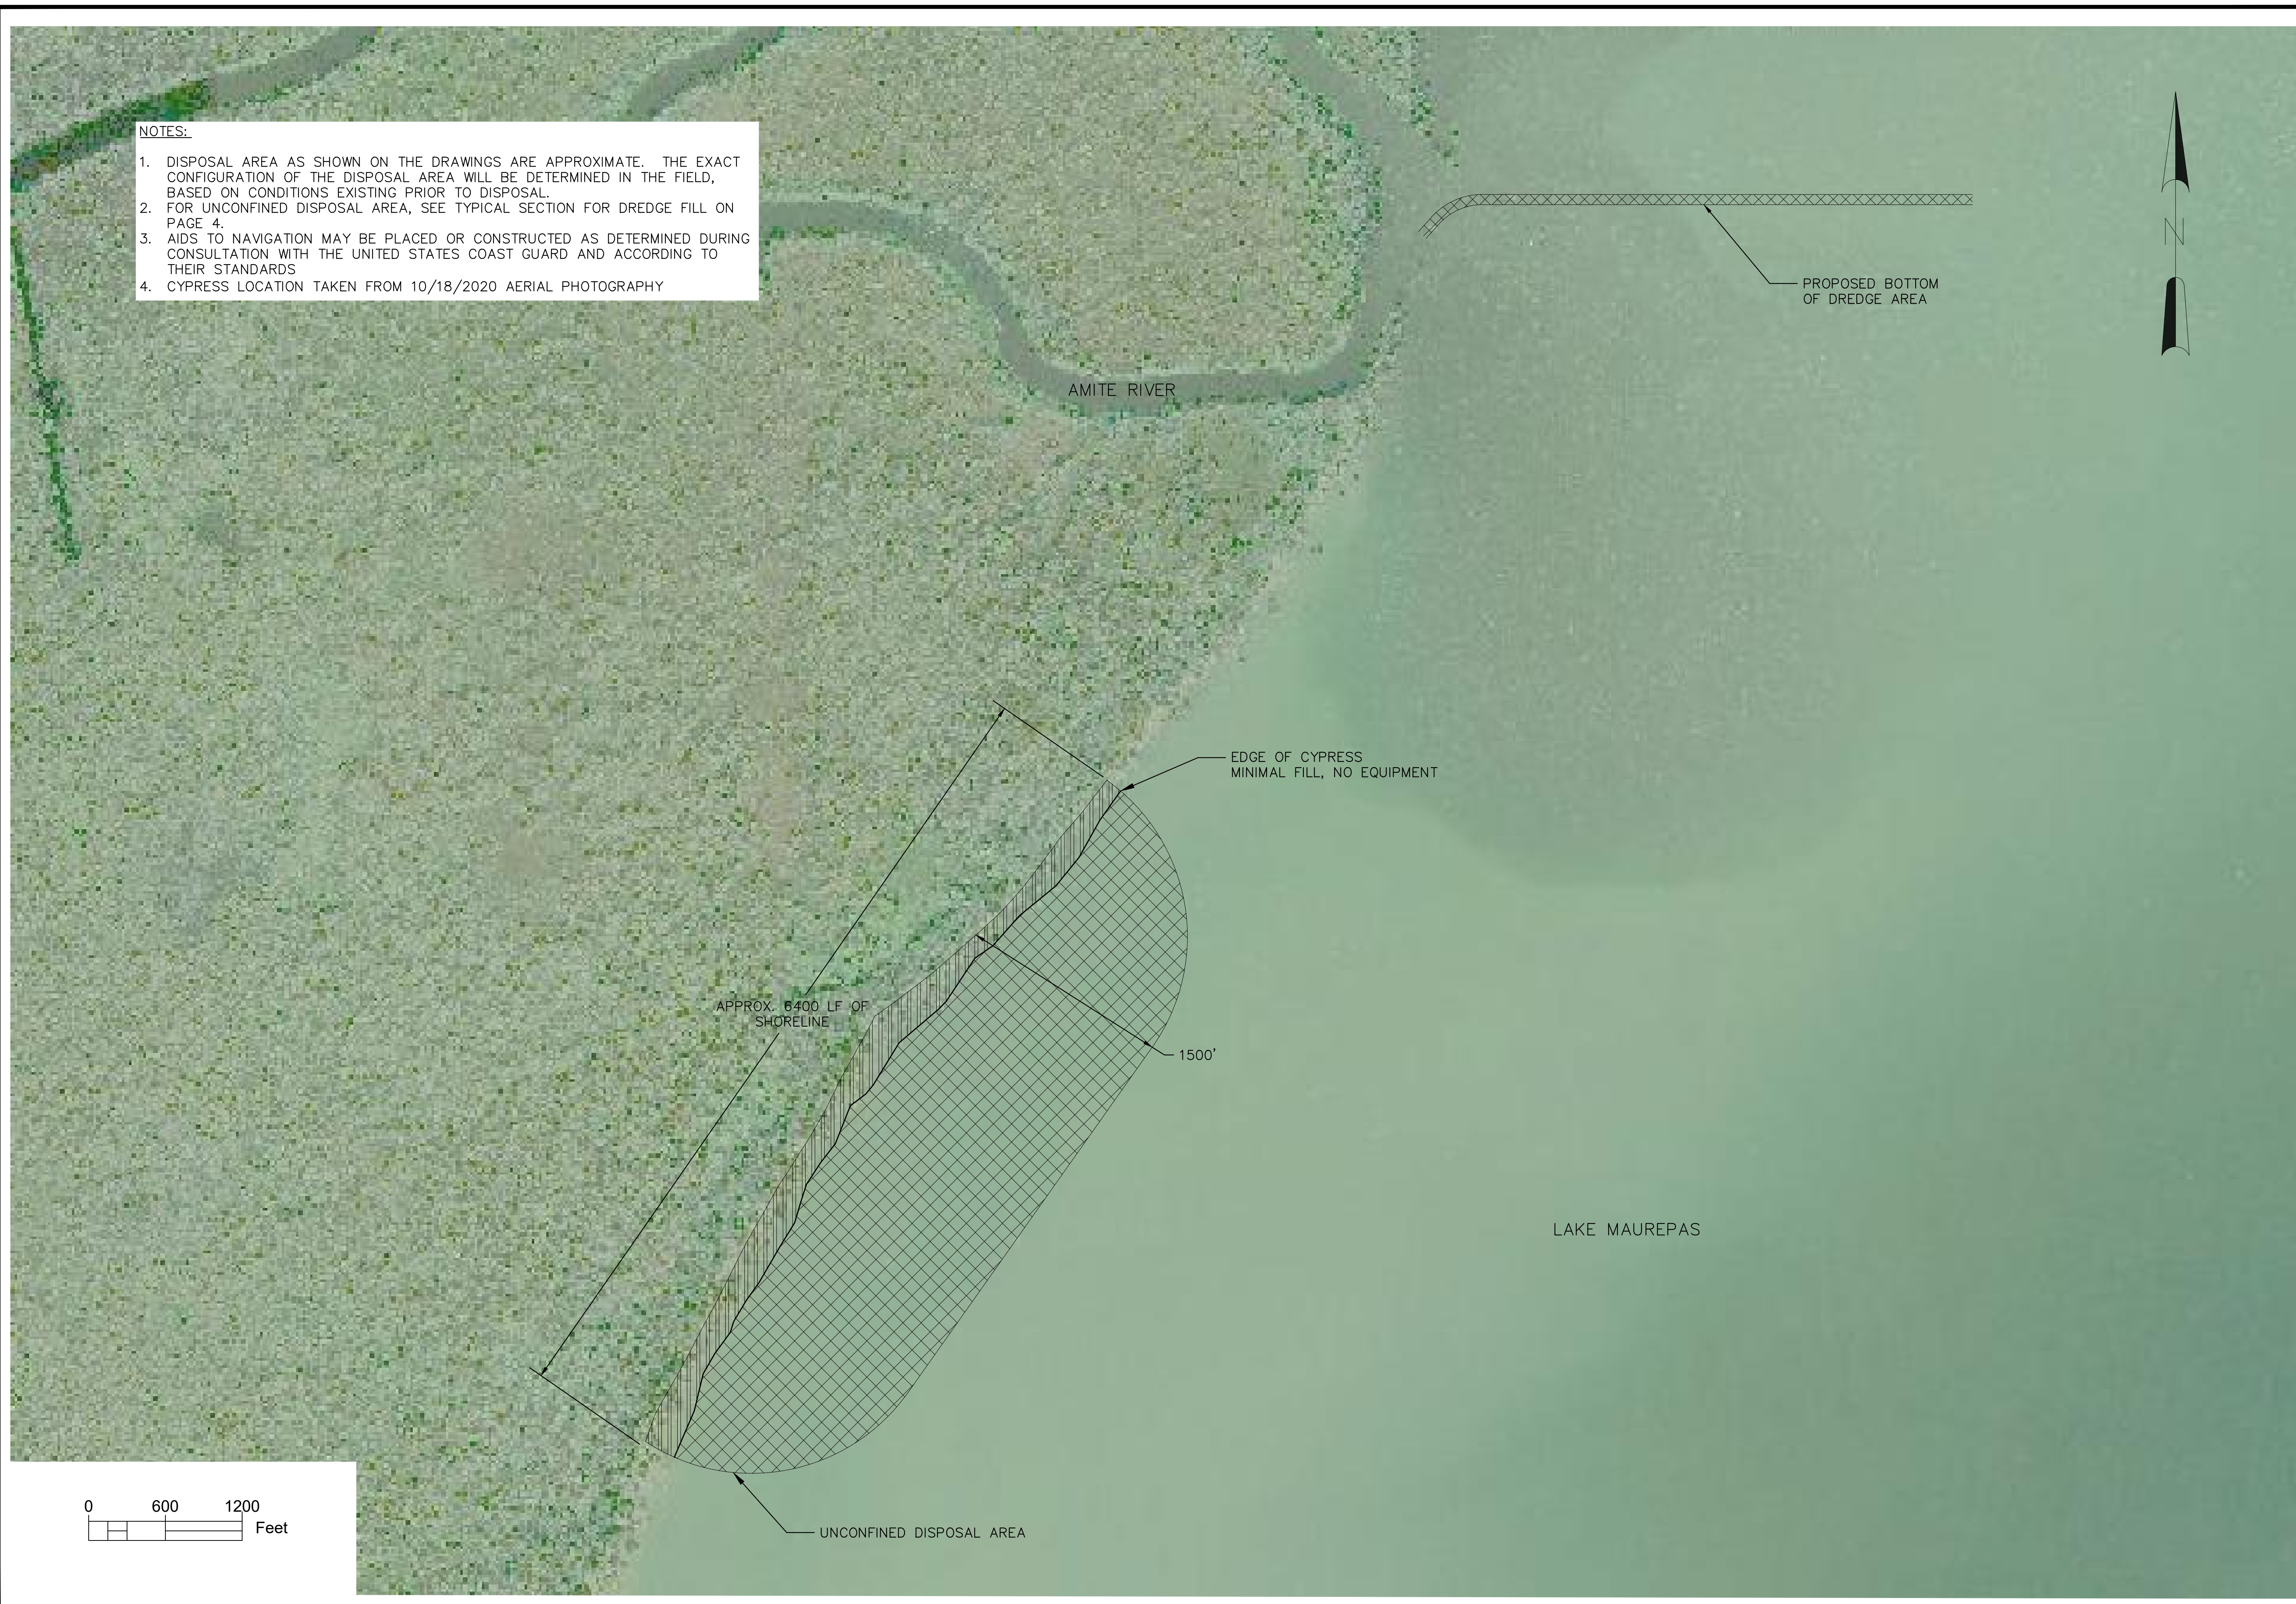 NOTES:
1. DISPOSAL AREA AS SHOWN ON THE DRAWINGS ARE APPROXIMATE. THE EXACT
CONFIGURATION OF THE DISPOSAL AREA WILL BE DETERMINED IN THE FIELD,
BASED ON CONDITIONS EXISTING PRIOR TO DISPOSAL.
2. FOR UNCONFINED DISPOSAL AREA, SEE TYPICAL SECTION FOR DREDGE FILL ON
PAGE 4.
3. AIDS TO NAVIGATION MAY BE PLACED OR CONSTRUCTED AS DETERMINED DURING
CONSULTATION WITH THE UNITED STATES COAST GUARD AND ACCORDING TO
THEIR STANDARDS
4. CYPRESS LOCATION TAKEN FROM 10/18/2020 AERIAL PHOTOGRAPHY
N
PROPOSED BOTTOM
OF DREDGE AREA
AMITE RIVER
EDGE OF CYPRESS
MINIMAL FILL, NO EQUIPMENT
APPROX. 6400 LF OF
SHORELINE
1500'
LAKE MAUREPAS
0 600 1200
Feet
UNCONFINED DISPOSAL AREA